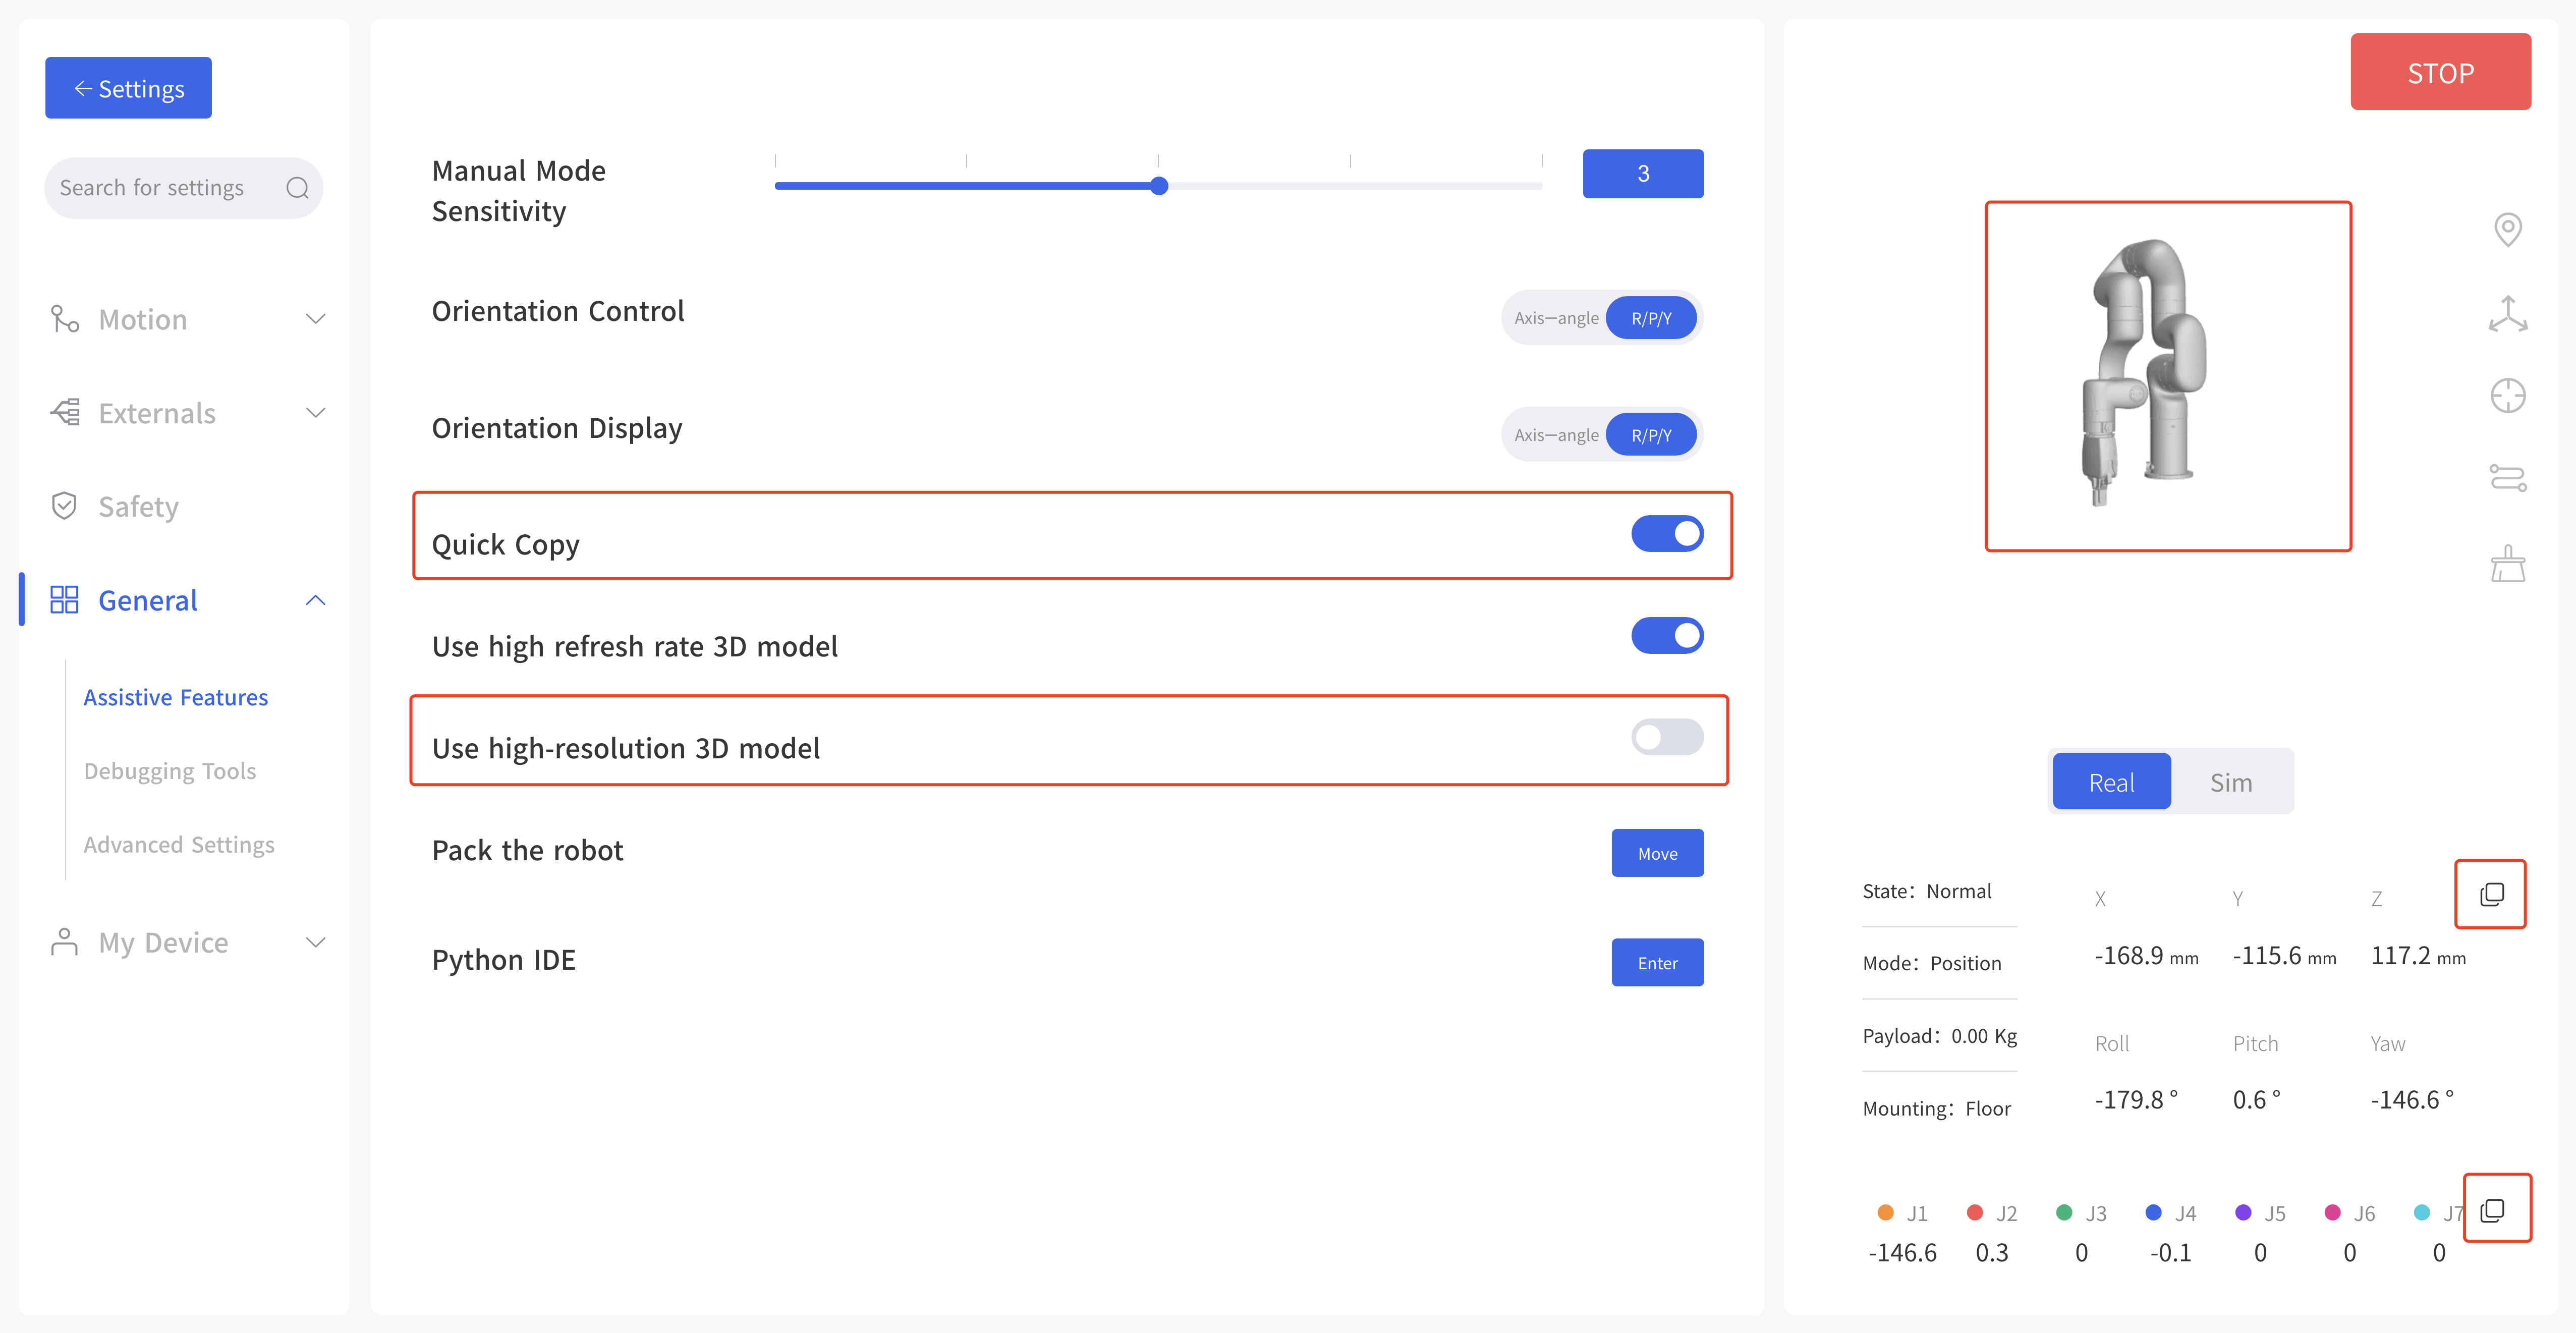 ← Settings
Search for settings
Motion
Externals
Safety
General
Assistive Features
Debugging Tools
Advanced Settings
My Device
Manual Mode
Sensitivity
3
Orientation Control
Axis—angle R/P/Y
Orientation Display
Axis—angle R/P/Y
Quick Copy
Use high refresh rate 3D model
Use high-resolution 3D model
Pack the robot
Move
Python IDE
Enter
STOP
Real Sim
State: Normal
Mode: Position
Payload: 0.00 Kg
Mounting: Floor
X Y Z
-168.9 mm -115.6 mm 117.2 mm
Roll Pitch Yaw
-179.8 ° 0.6 ° -146.6 °
J1 J2 J3 J4 J5 J6 J7
-146.6 0.3 0 -0.1 0 0 0